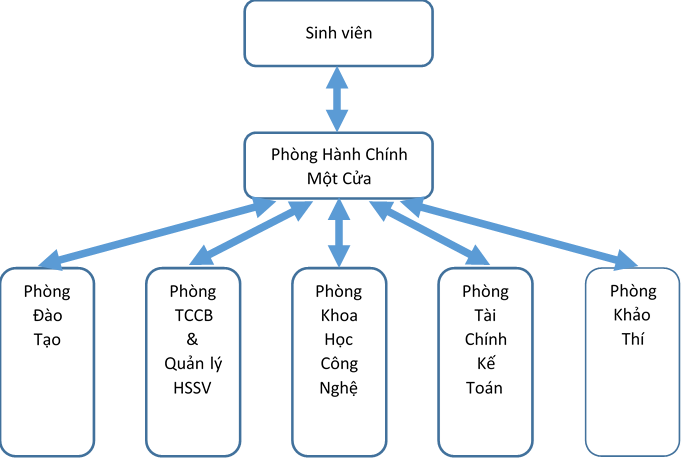 Sinh viên
Phòng Hành Chính
Một Cửa
Phòng
Đào
Tạo
Phòng
TCCB
&
Quản lý
HSSV
Phòng
Khoa
Học
Công
Nghệ
Phòng
Tài
Chính
Kế
Toán
Phòng
Khảo
Thí